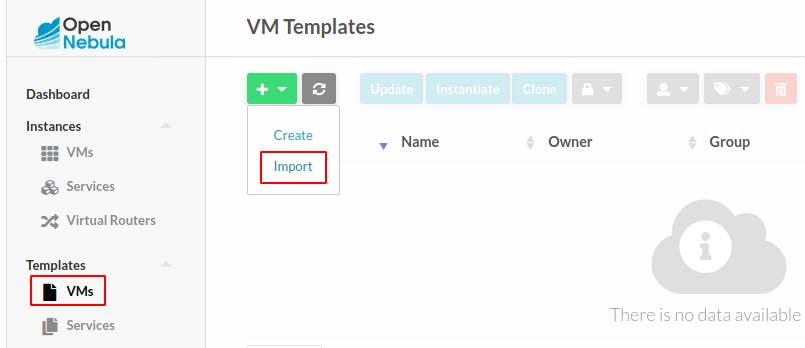 Open
Nebula
VM Templates
Dashboard
Instances
VMs
Services
Virtual Routers
Templates
VMs
Services
Update
Instantiate
Clone
Create
Import
Name
Owner
Group
There is no data available